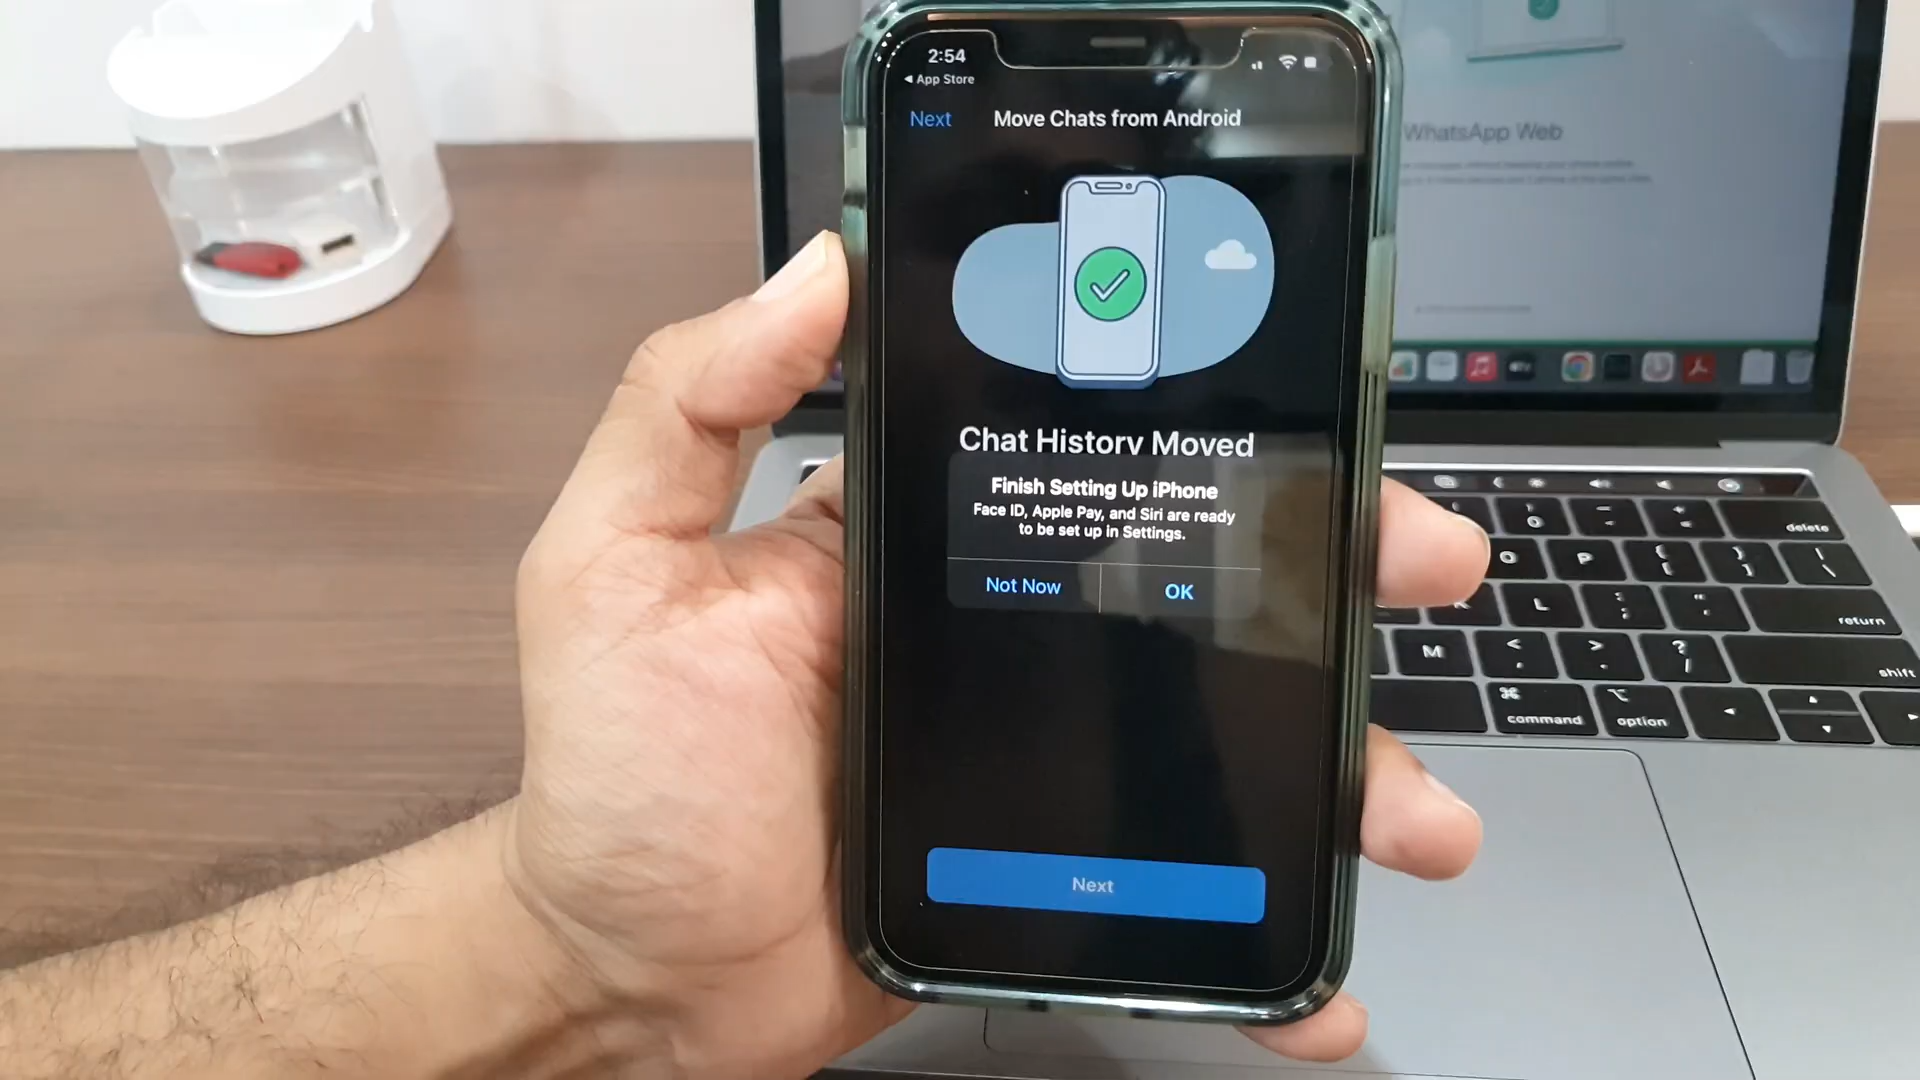 2:54
◀ App Store
Next
Move Chats from Android
Chat History Moved
Finish Setting Up iPhone
Face ID, Apple Pay, and Siri are ready
to be set up in Settings.
Not Now
OK
Next
WhatsApp Web
delete
O
P
{
[
}
]
|
\
return
L
:
;
"
'
M
<
,
>
.
?
/
shift
⌘
command
⌥
option